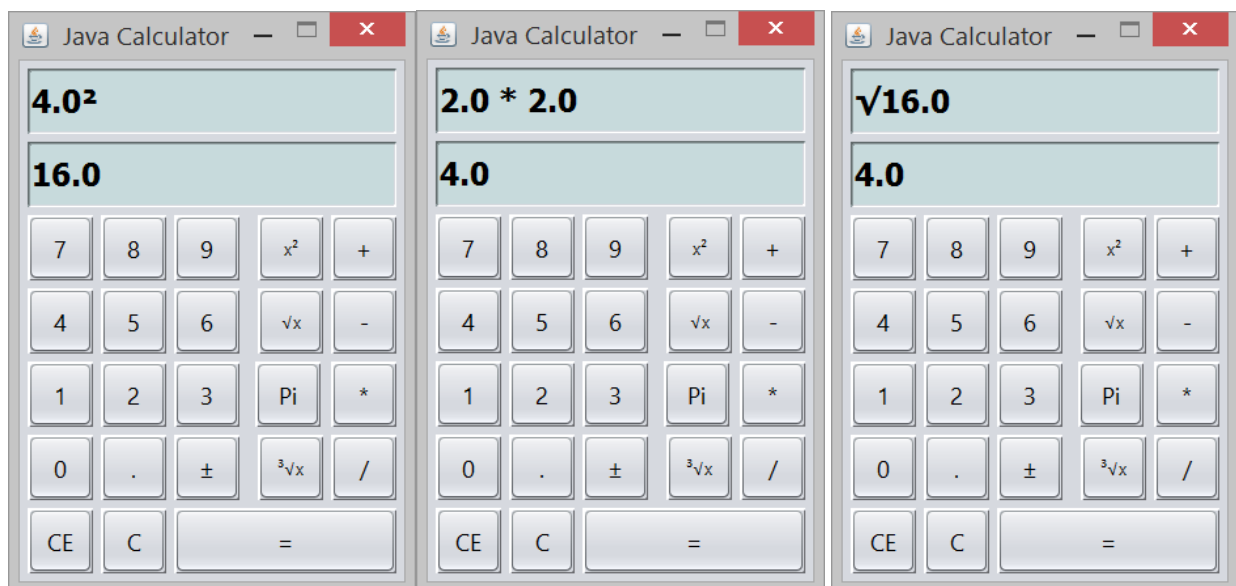 Java Calculator
4.0²
16.0
7 8 9 x² +
4 5 6 √x -
1 2 3 Pi *
0 . ± ³√x /
CE C =
Java Calculator
2.0 * 2.0
4.0
7 8 9 x² +
4 5 6 √x -
1 2 3 Pi *
0 . ± ³√x /
CE C =
Java Calculator
√16.0
4.0
7 8 9 x² +
4 5 6 √x -
1 2 3 Pi *
0 . ± ³√x /
CE C =